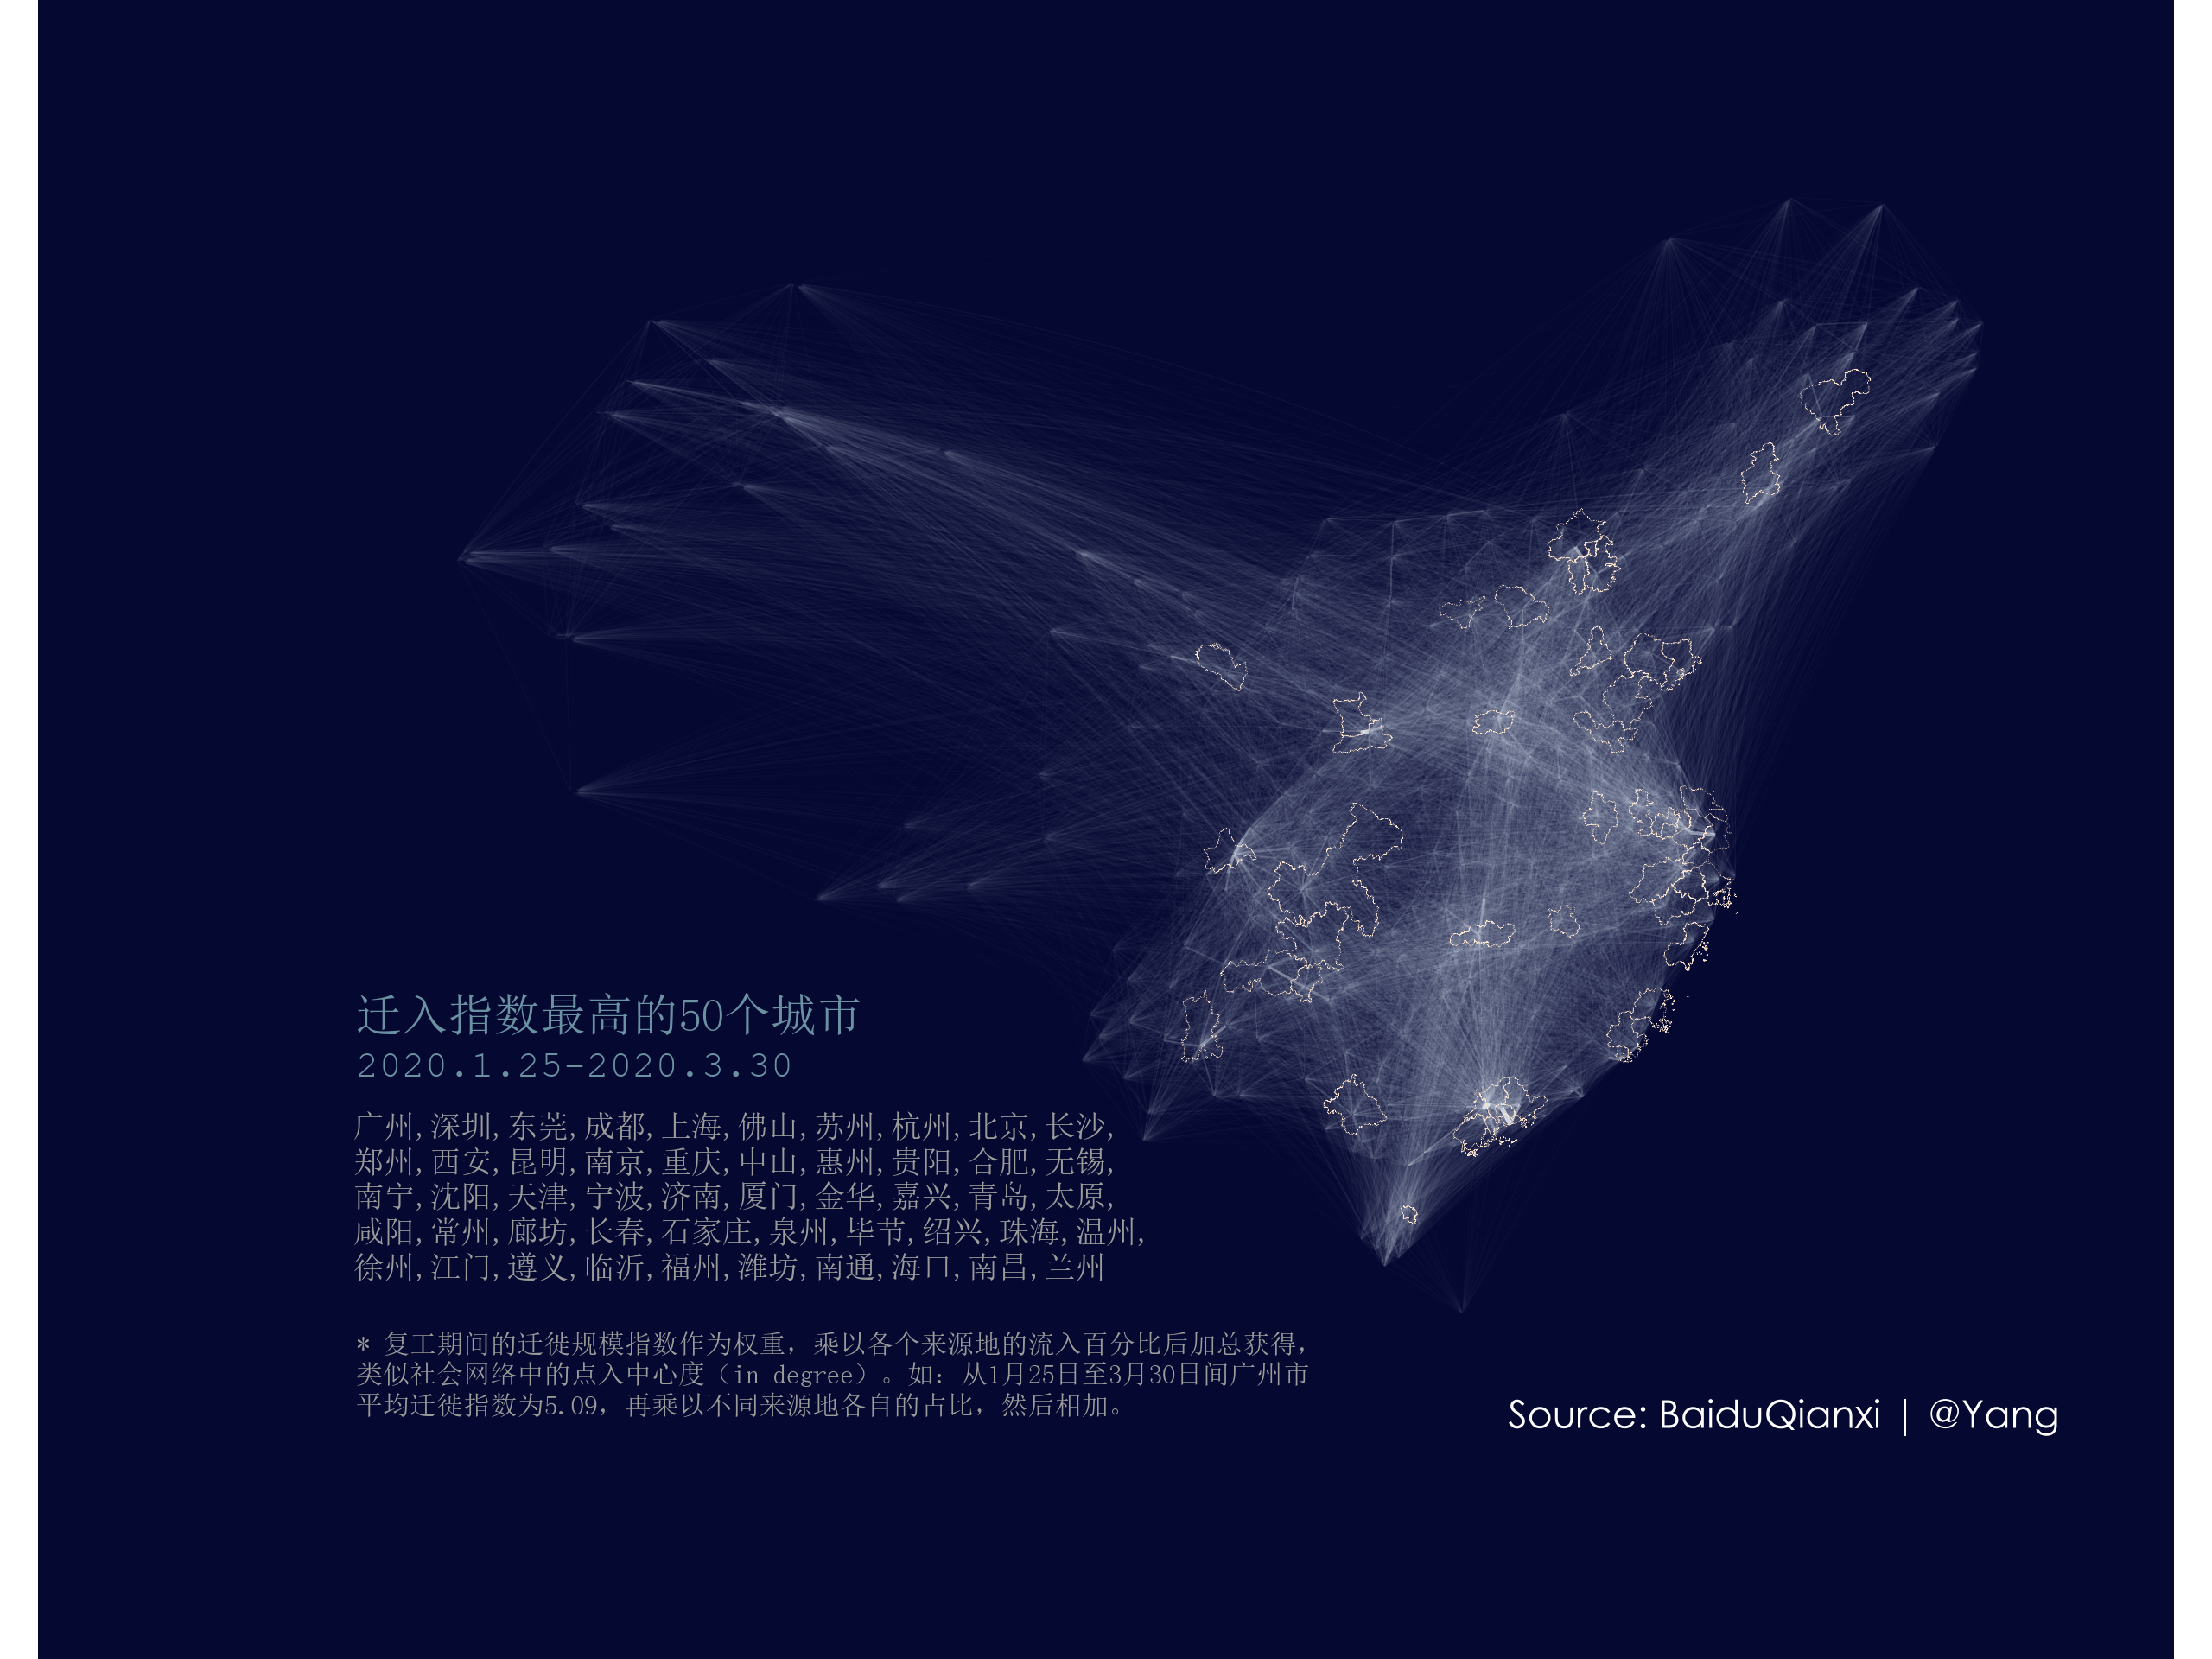 迁入指数最高的50个城市
2020.1.25-2020.3.30
广州,深圳,东莞,成都,上海,佛山,苏州,杭州,北京,长沙,
郑州,西安,昆明,南京,重庆,中山,惠州,贵阳,合肥,无锡,
南宁,沈阳,天津,宁波,济南,厦门,金华,嘉兴,青岛,太原,
咸阳,常州,廊坊,长春,石家庄,泉州,毕节,绍兴,珠海,温州,
徐州,江门,遵义,临沂,福州,潍坊,南通,海口,南昌,兰州
* 复工期间的迁徙规模指数作为权重，乘以各个来源地的流入百分比后加总获得，
类似社会网络中的点入中心度（in degree）。如：从1月25日至3月30日间广州市
平均迁徙指数为5.09，再乘以不同来源地各自的占比，然后相加。
Source: BaiduQianxi | @Yang